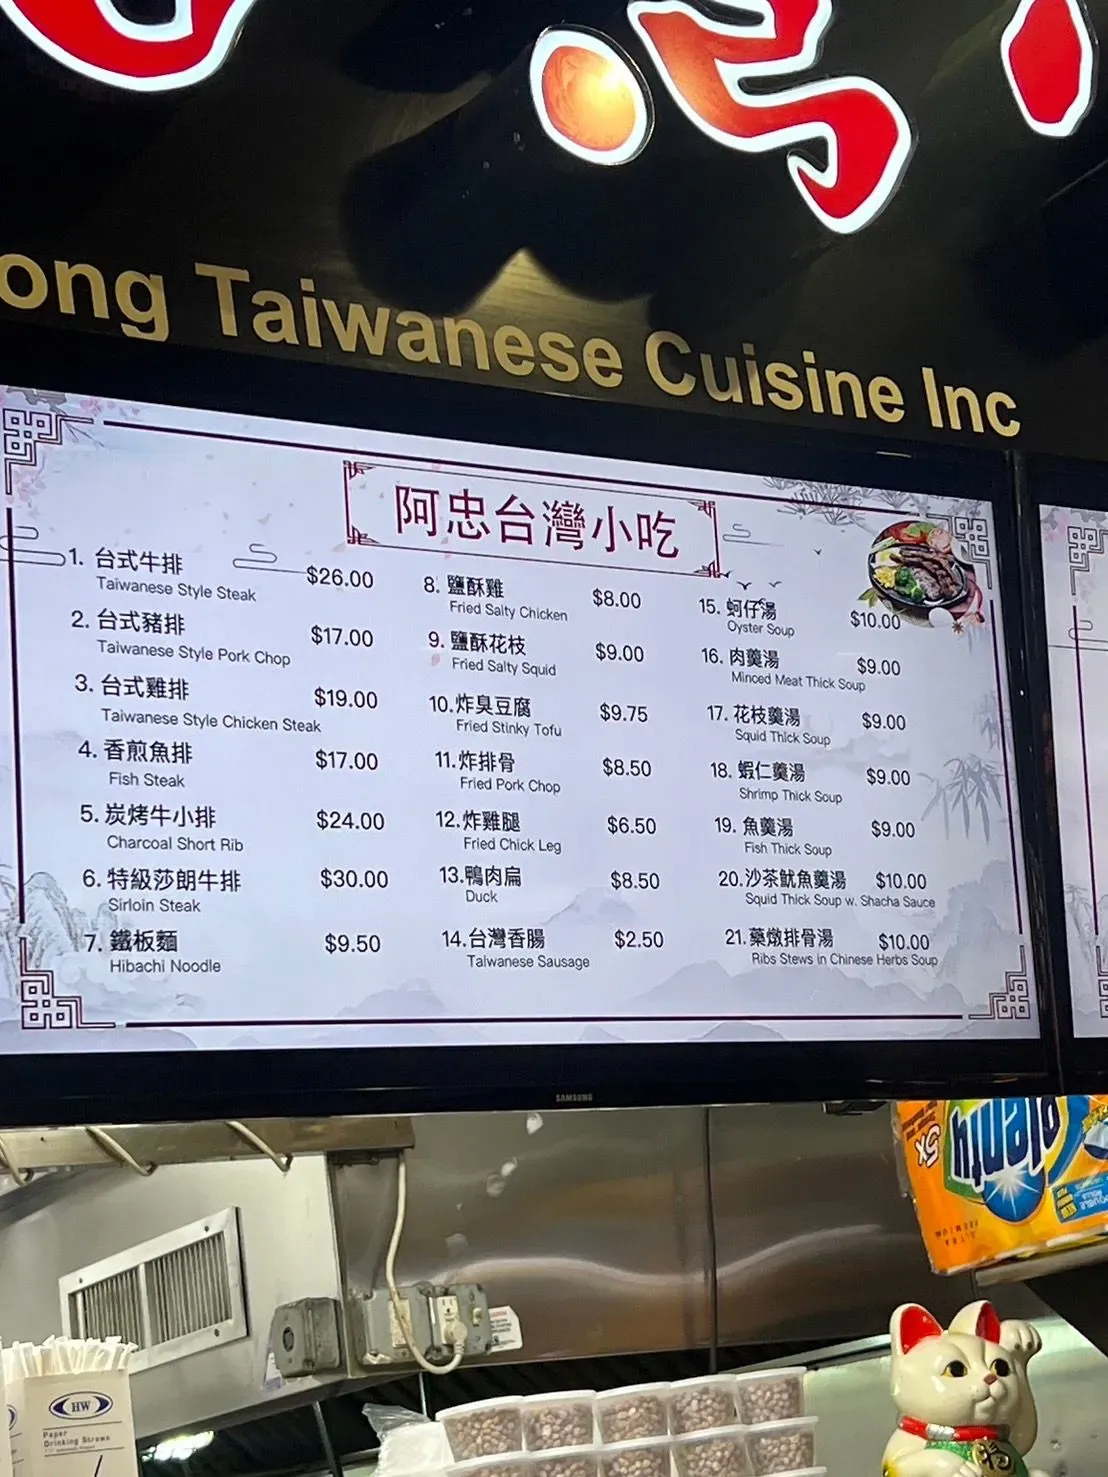 ong Taiwanese Cuisine Inc
阿忠台灣小吃
1. 台式牛排 $26.00
Taiwanese Style Steak
2. 台式豬排 $17.00
Taiwanese Style Pork Chop
3. 台式雞排 $19.00
Taiwanese Style Chicken Steak
4. 香煎魚排 $17.00
Fish Steak
5. 炭烤牛小排 $24.00
Charcoal Short Rib
6. 特級莎朗牛排 $30.00
Sirloin Steak
7. 鐵板麵 $9.50
Hibachi Noodle
8. 鹽酥雞 $8.00
Fried Salty Chicken
9. 鹽酥花枝 $9.00
Fried Salty Squid
10.炸臭豆腐 $9.75
Fried Stinky Tofu
11.炸排骨 $8.50
Fried Pork Chop
12.炸雞腿 $6.50
Fried Chick Leg
13.鴨肉扁 $8.50
Duck
14.台灣香腸 $2.50
Taiwanese Sausage
15. 蚵仔湯 $10.00
Oyster Soup
16. 肉羹湯 $9.00
Minced Meat Thick Soup
17. 花枝羹湯 $9.00
Squid Thick Soup
18. 蝦仁羹湯 $9.00
Shrimp Thick Soup
19. 魚羹湯 $9.00
Fish Thick Soup
20.沙茶魷魚羹湯 $10.00
Squid Thick Soup w. Shacha Sauce
21.藥燉排骨湯 $10.00
Ribs Stews in Chinese Herbs Soup
SAMSUNG
5x
Plenty
ULTRA
PREMIUM
HW
Paper
Drinking Straws